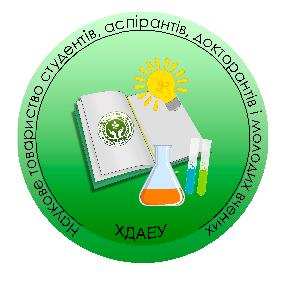 Наукове товариство студентів, аспірантів, докторантів і молодих вчених
ХДАЕУ